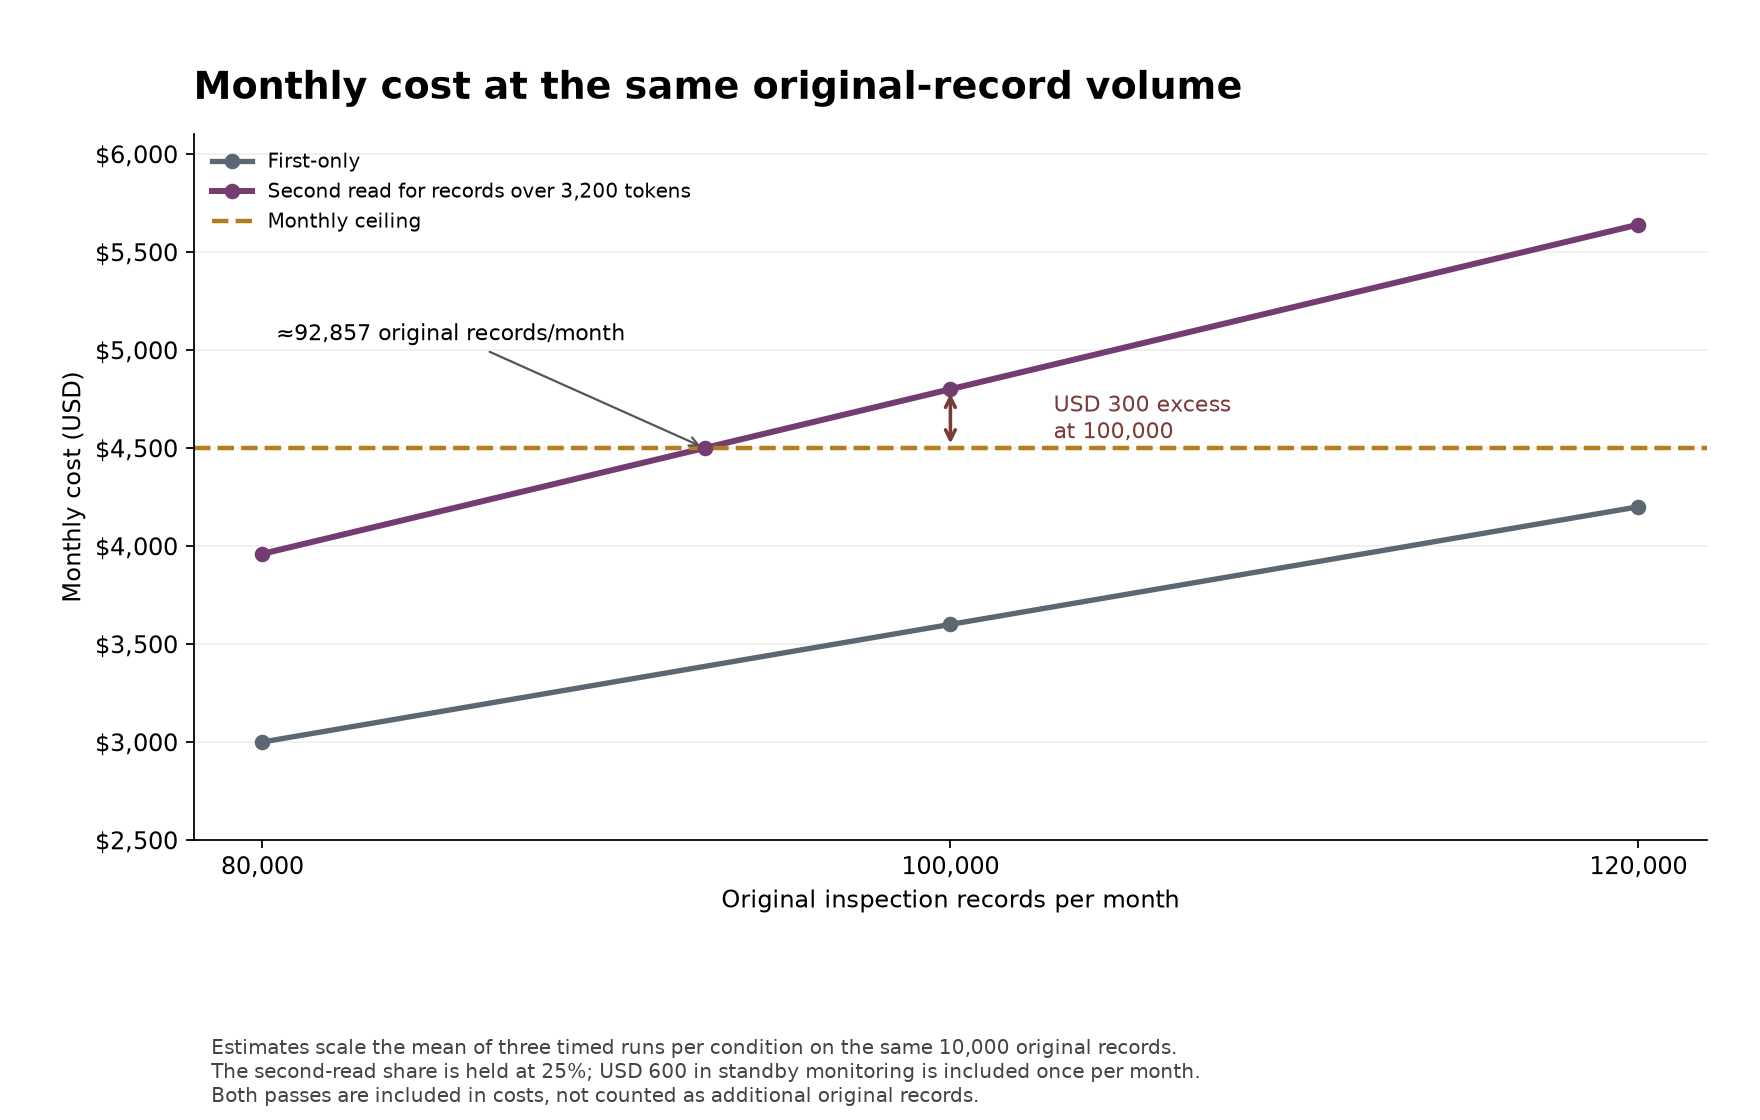 Monthly cost at the same original-record volume
$6,000
$5,500
$5,000
$4,500
$4,000
$3,500
$3,000
$2,500
Monthly cost (USD)
First-only
Second read for records over 3,200 tokens
Monthly ceiling
≈92,857 original records/month
USD 300 excess
at 100,000
80,000
100,000
120,000
Original inspection records per month
Estimates scale the mean of three timed runs per condition on the same 10,000 original records.
The second-read share is held at 25%; USD 600 in standby monitoring is included once per month.
Both passes are included in costs, not counted as additional original records.